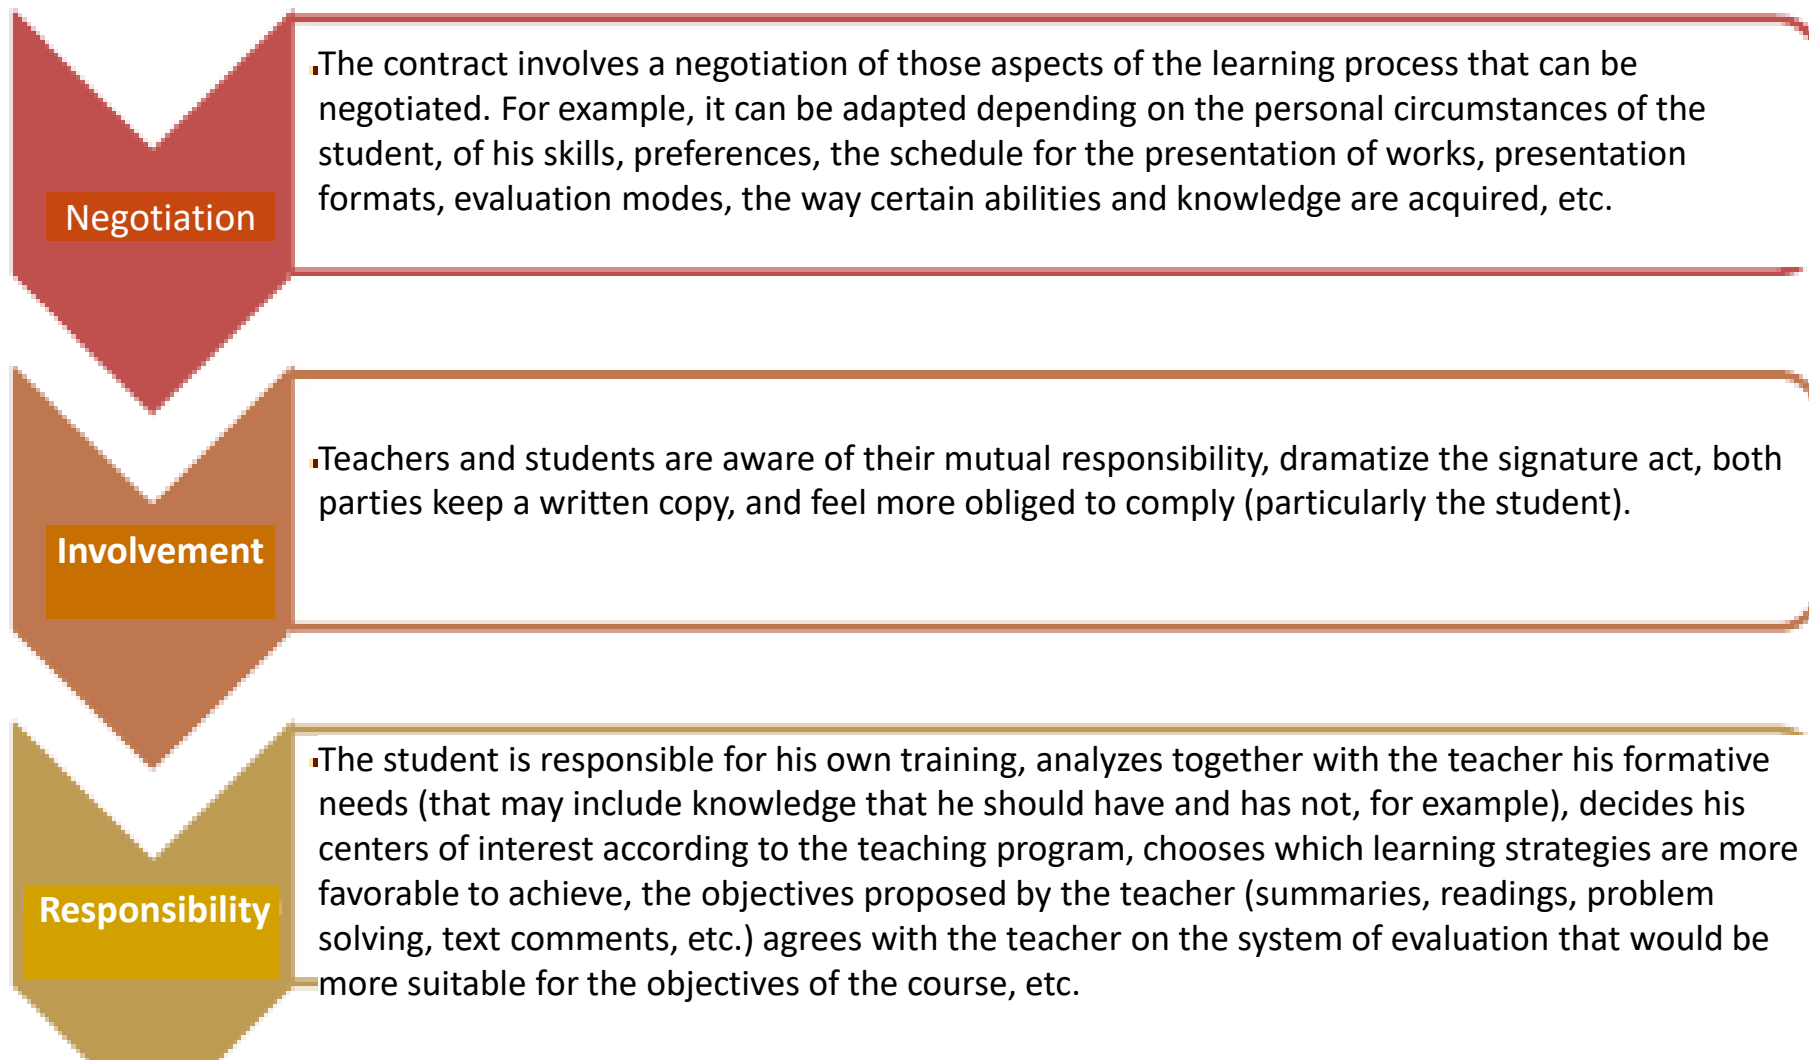 Negotiation
▪The contract involves a negotiation of those aspects of the learning process that can be
negotiated. For example, it can be adapted depending on the personal circumstances of the
student, of his skills, preferences, the schedule for the presentation of works, presentation
formats, evaluation modes, the way certain abilities and knowledge are acquired, etc.
Involvement
▪Teachers and students are aware of their mutual responsibility, dramatize the signature act, both
parties keep a written copy, and feel more obliged to comply (particularly the student).
Responsibility
▪The student is responsible for his own training, analyzes together with the teacher his formative
needs (that may include knowledge that he should have and has not, for example), decides his
centers of interest according to the teaching program, chooses which learning strategies are more
favorable to achieve, the objectives proposed by the teacher (summaries, readings, problem
solving, text comments, etc.) agrees with the teacher on the system of evaluation that would be
more suitable for the objectives of the course, etc.